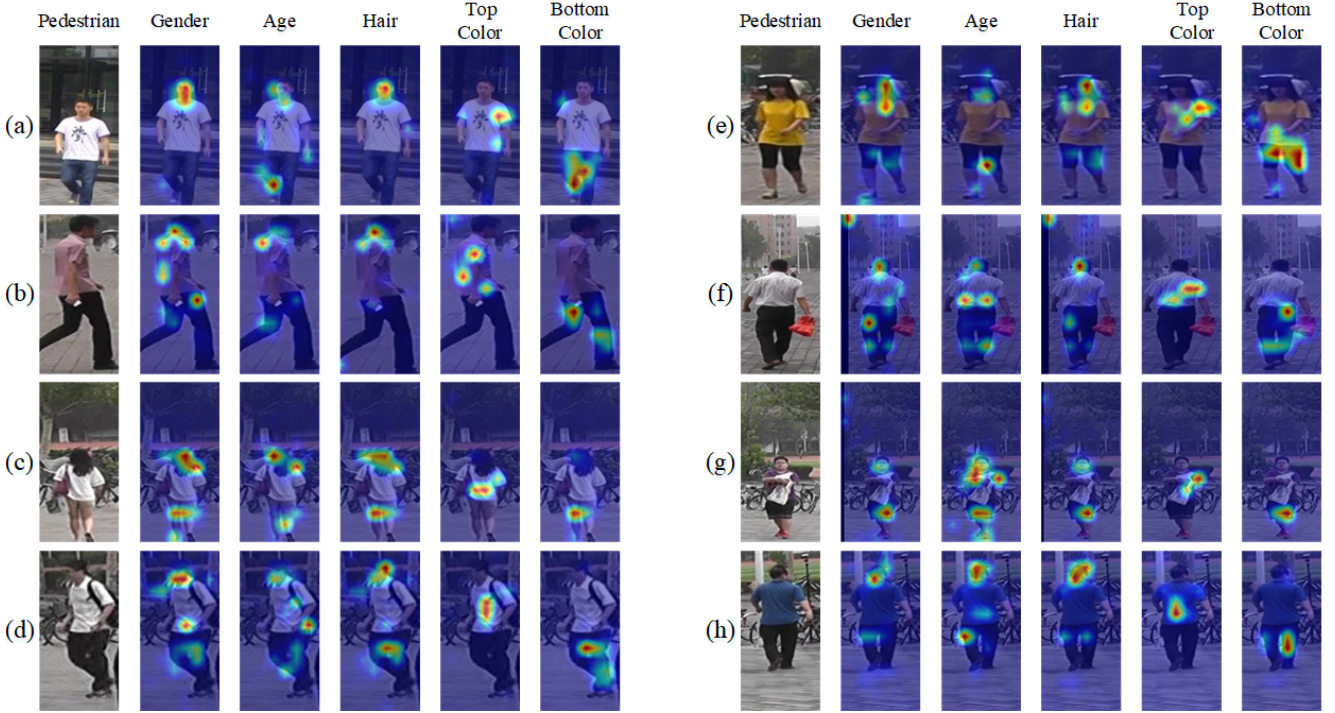 Pedestrian Gender Age Hair Top Color Bottom Color
Pedestrian Gender Age Hair Top Color Bottom Color
(a)
(b)
(c)
(d)
(e)
(f)
(g)
(h)